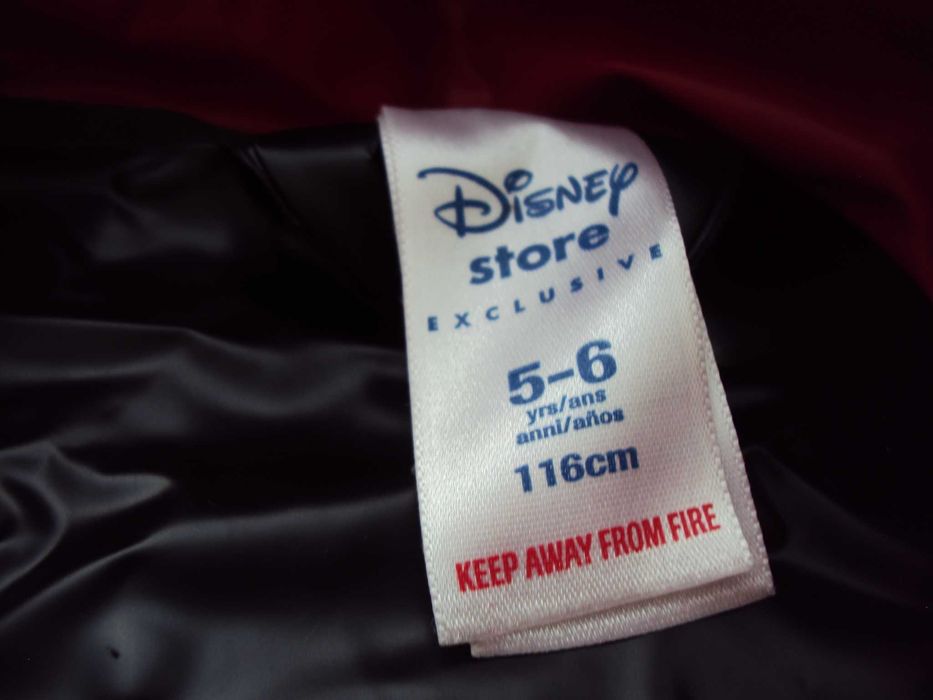 Disney
store
EXCLUSIVE
5-6
yrs/ans
anni/años
116cm
KEEP AWAY FROM FIRE